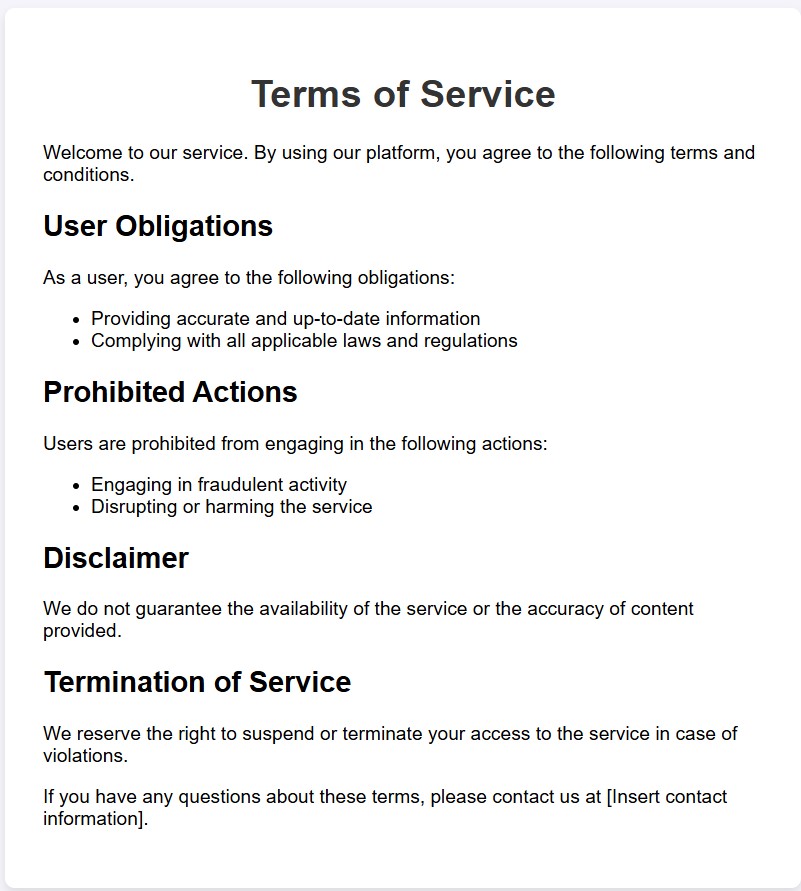 Terms of Service
Welcome to our service. By using our platform, you agree to the following terms and
conditions.
User Obligations
As a user, you agree to the following obligations:
• Providing accurate and up-to-date information
• Complying with all applicable laws and regulations
Prohibited Actions
Users are prohibited from engaging in the following actions:
• Engaging in fraudulent activity
• Disrupting or harming the service
Disclaimer
We do not guarantee the availability of the service or the accuracy of content
provided.
Termination of Service
We reserve the right to suspend or terminate your access to the service in case of
violations.
If you have any questions about these terms, please contact us at [Insert contact
information].